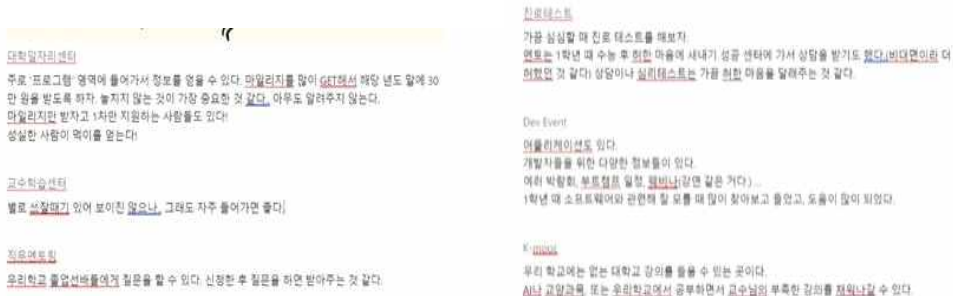 대학일자리센터
주로 '프로그램' 영역에 들어가서 정보를 얻을 수 있다. 마일리지를 많이 GET해서 해당 년도 말에 30
만 원을 받도록 하자. 놓치지 않는 것이 가장 중요한 것 같다.. 아무도 알려주지 않는다.
마일리지만 받자고 1차만 지원하는 사람들도 있다!
성실한 사람이 먹이를 얻는다!
교수학습센터
별로 쓰잘때기 있어 보이진 않으나.. 그래도 자주 들어가면 좋다.
직무멘토링
우리학교 졸업선배들에게 질문을 할 수 있다. 신청한 후 질문을 하면 받아주는 것 같다.
진로테스트
가끔 심심할 때 진로 테스트를 해보자.
멘토는 1학년 때 수능 후 허한 마음에 새내기 성공 센타에 가서 상담을 받기도 했다.(비대면이라 더
허했던 것 같다) 상담이나 심리테스트는 가끔 허한 마음을 달래주는 것 같다.
Dev Event
어플리케이션도 있다.
개발자들을 위한 다양한 정보들이 있다.
여러 박람회, 부트캠프 일정, 웨비나(강연 같은 거다.)...
1학년 때 소프트웨어와 관련해 잘 모를 때 많이 찾아보고 들었고, 도움이 많이 되었다.
K-mooc
우리 학교에는 없는 대학교 강의를 들을 수 있는 곳이다.
AI나 교양과목, 또는 우리학교에서 공부하면서 교수님의 부족한 강의를 채워나갈 수 있다.